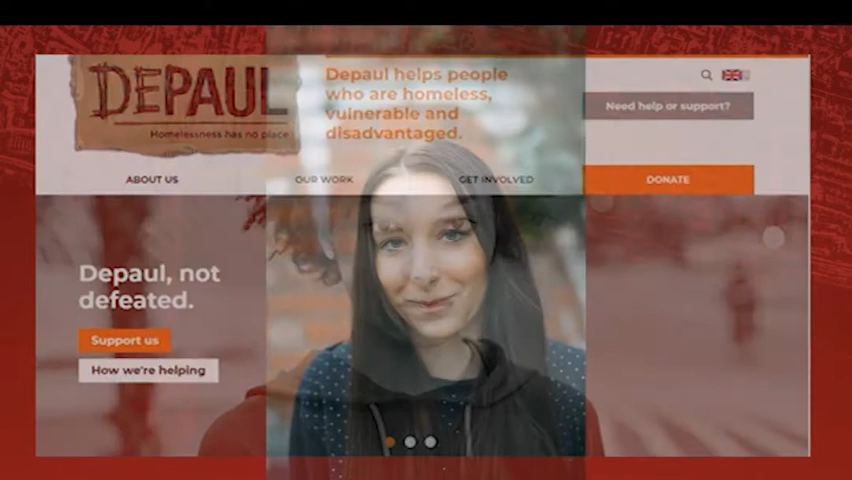 DEPAUL
Homelessness has no place
Depaul helps people
who are homeless,
vulnerable and
disadvantaged.
Need help or support?
ABOUT US
OUR WORK
GET INVOLVED
DONATE
Depaul, not
defeated.
Support us
How we're helping